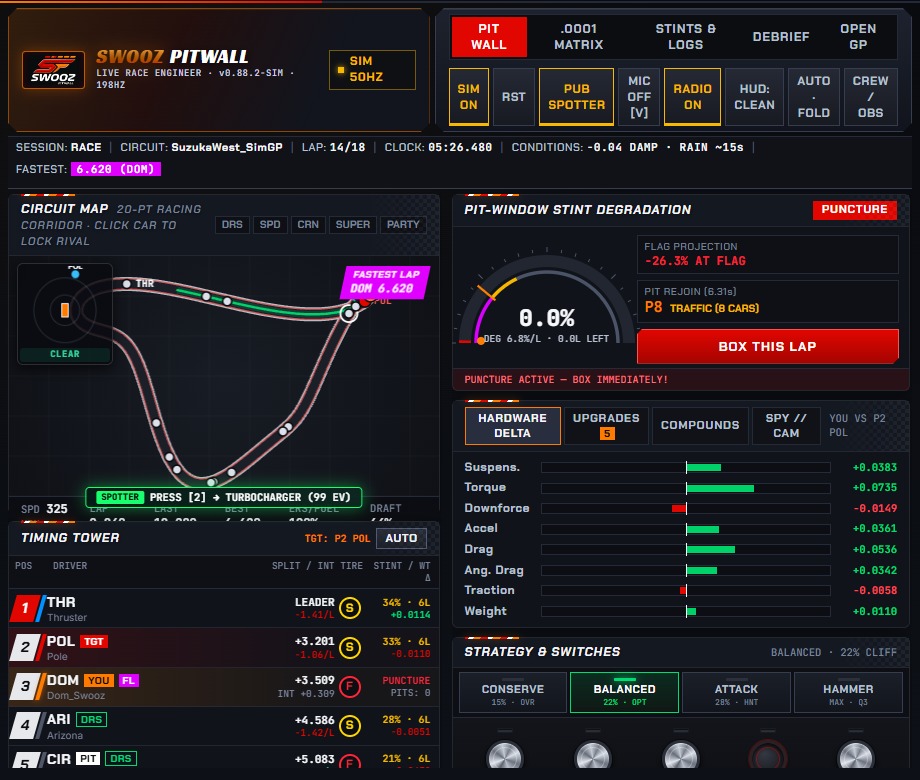 SWOOZ
SWOOZ PITWALL
LIVE RACE ENGINEER · v0.88.2-SIM ·
198HZ
SIM
50HZ
PIT
WALL
.0001
MATRIX
STINTS &
LOGS
DEBRIEF
OPEN
GP
SIM
ON
RST
PUB
SPOTTER
MIC
OFF
[V]
RADIO
ON
HUD:
CLEAN
AUTO
·
FOLD
CREW
/
OBS
SESSION: RACE | CIRCUIT: SuzukaWest_SimGP | LAP: 14/18 | CLOCK: 05:26.480 | CONDITIONS: -0.04 DAMP · RAIN ~15s |
FASTEST: 6.620 (DOM)
CIRCUIT MAP 20-PT RACING
CORRIDOR · CLICK CAR TO
LOCK RIVAL
DRS
SPD
CRN
SUPER
PARTY
POL
CLEAR
THR
FASTEST LAP
DOM 6.620
POL
SPOTTER PRESS [2] → TURBOCHARGER (99 EV)
SPD 325
LAP
LAST
BEST
ERS/FUEL
DRAFT
TIMING TOWER
TGT: P2 POL
AUTO
POS DRIVER SPLIT / INT TIRE STINT / WT
Δ
1 THR LEADER S 34% · 6L
Thruster -1.41/L +0.0114
2 POL TGT +3.201 S 33% · 6L
Pole -1.06/L -0.0110
3 DOM YOU FL +3.509 F PUNCTURE
Dom_Swooz INT +0.309 PITS: 0
4 ARI DRS +4.586 S 28% · 6L
Arizona -1.42/L -0.0051
5 CIR PIT DRS +5.083 F 21% · 6L
PIT-WINDOW STINT DEGRADATION
PUNCTURE
0.0%
DEG 6.8%/L · 0.0L LEFT
FLAG PROJECTION
-26.3% AT FLAG
PIT REJOIN (6.31s)
P8 TRAFFIC (8 CARS)
BOX THIS LAP
PUNCTURE ACTIVE — BOX IMMEDIATELY!
HARDWARE
DELTA
UPGRADES
5
COMPOUNDS
SPY //
CAM
YOU VS P2
POL
Suspens. +0.0383
Torque +0.0735
Downforce -0.0149
Accel +0.0361
Drag +0.0536
Ang. Drag +0.0342
Traction -0.0058
Weight +0.0110
STRATEGY & SWITCHES
BALANCED · 22% CLIFF
CONSERVE
15% · OVR
BALANCED
22% · OPT
ATTACK
28% · HNT
HAMMER
MAX · Q3